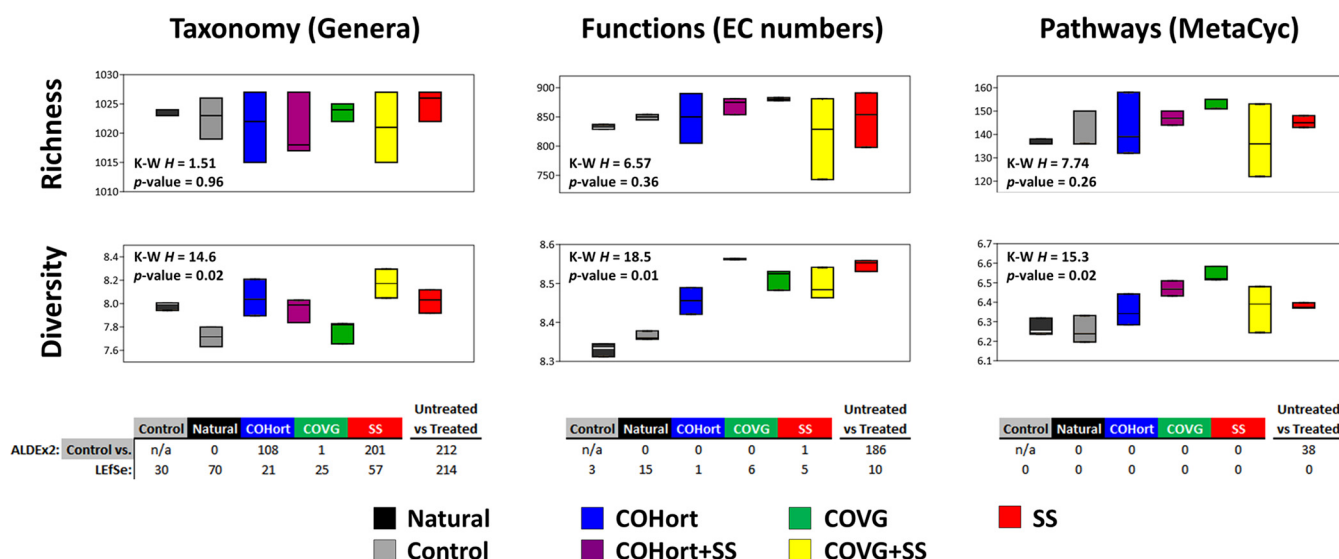 Taxonomy (Genera)
Functions (EC numbers)
Pathways (MetaCyc)
Richness
1030
1025
1020
1015
1010
K-W H = 1.51
p-value = 0.96
900
850
800
750
K-W H = 6.57
p-value = 0.36
160
150
140
130
120
K-W H = 7.74
p-value = 0.26
Diversity
8.4
8.2
8.0
7.8
7.6
K-W H = 14.6
p-value = 0.02
8.6
8.5
8.4
8.3
K-W H = 18.5
p-value = 0.01
6.7
6.6
6.5
6.4
6.3
6.2
6.1
K-W H = 15.3
p-value = 0.02
Untreated
Control Natural COHort COVG SS vs Treated
ALDEx2: Control vs. n/a 0 108 1 201 212
LEfSe: 30 70 21 25 57 214
Untreated
Control Natural COHort COVG SS vs Treated
n/a 0 0 0 1 186
3 15 1 6 5 10
Untreated
Control Natural COHort COVG SS vs Treated
n/a 0 0 0 0 38
0 0 0 0 0 0
Natural COHort COVG SS
Control COHort+SS COVG+SS